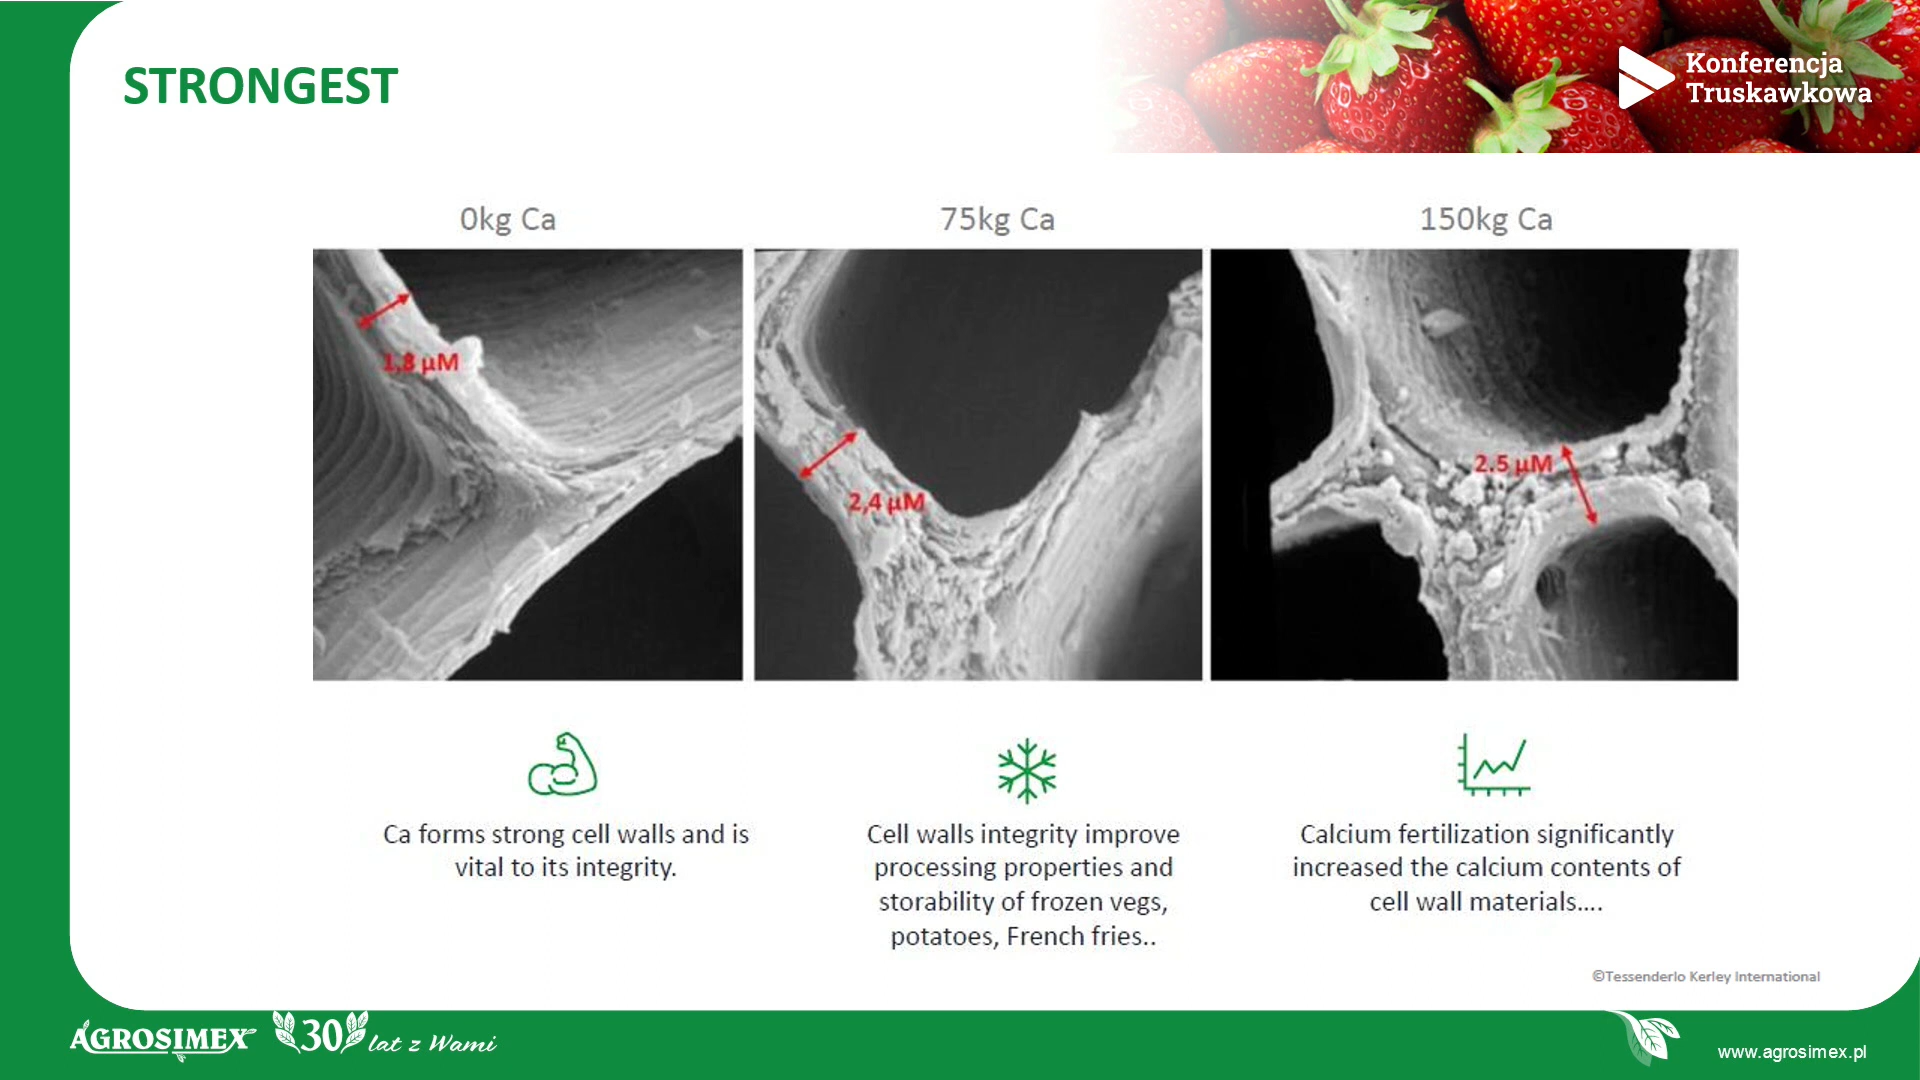 STRONGEST
Konferencja
Truskawkowa
0kg Ca
75kg Ca
150kg Ca
1,8 µM
2,4 µM
2.5 µM
Ca forms strong cell walls and is
vital to its integrity.
Cell walls integrity improve
processing properties and
storability of frozen vegs,
potatoes, French fries..
Calcium fertilization significantly
increased the calcium contents of
cell wall materials....
©Tessenderlo Kerley International
AGROSIMEX
30 lat z Wami
www.agrosimex.pl